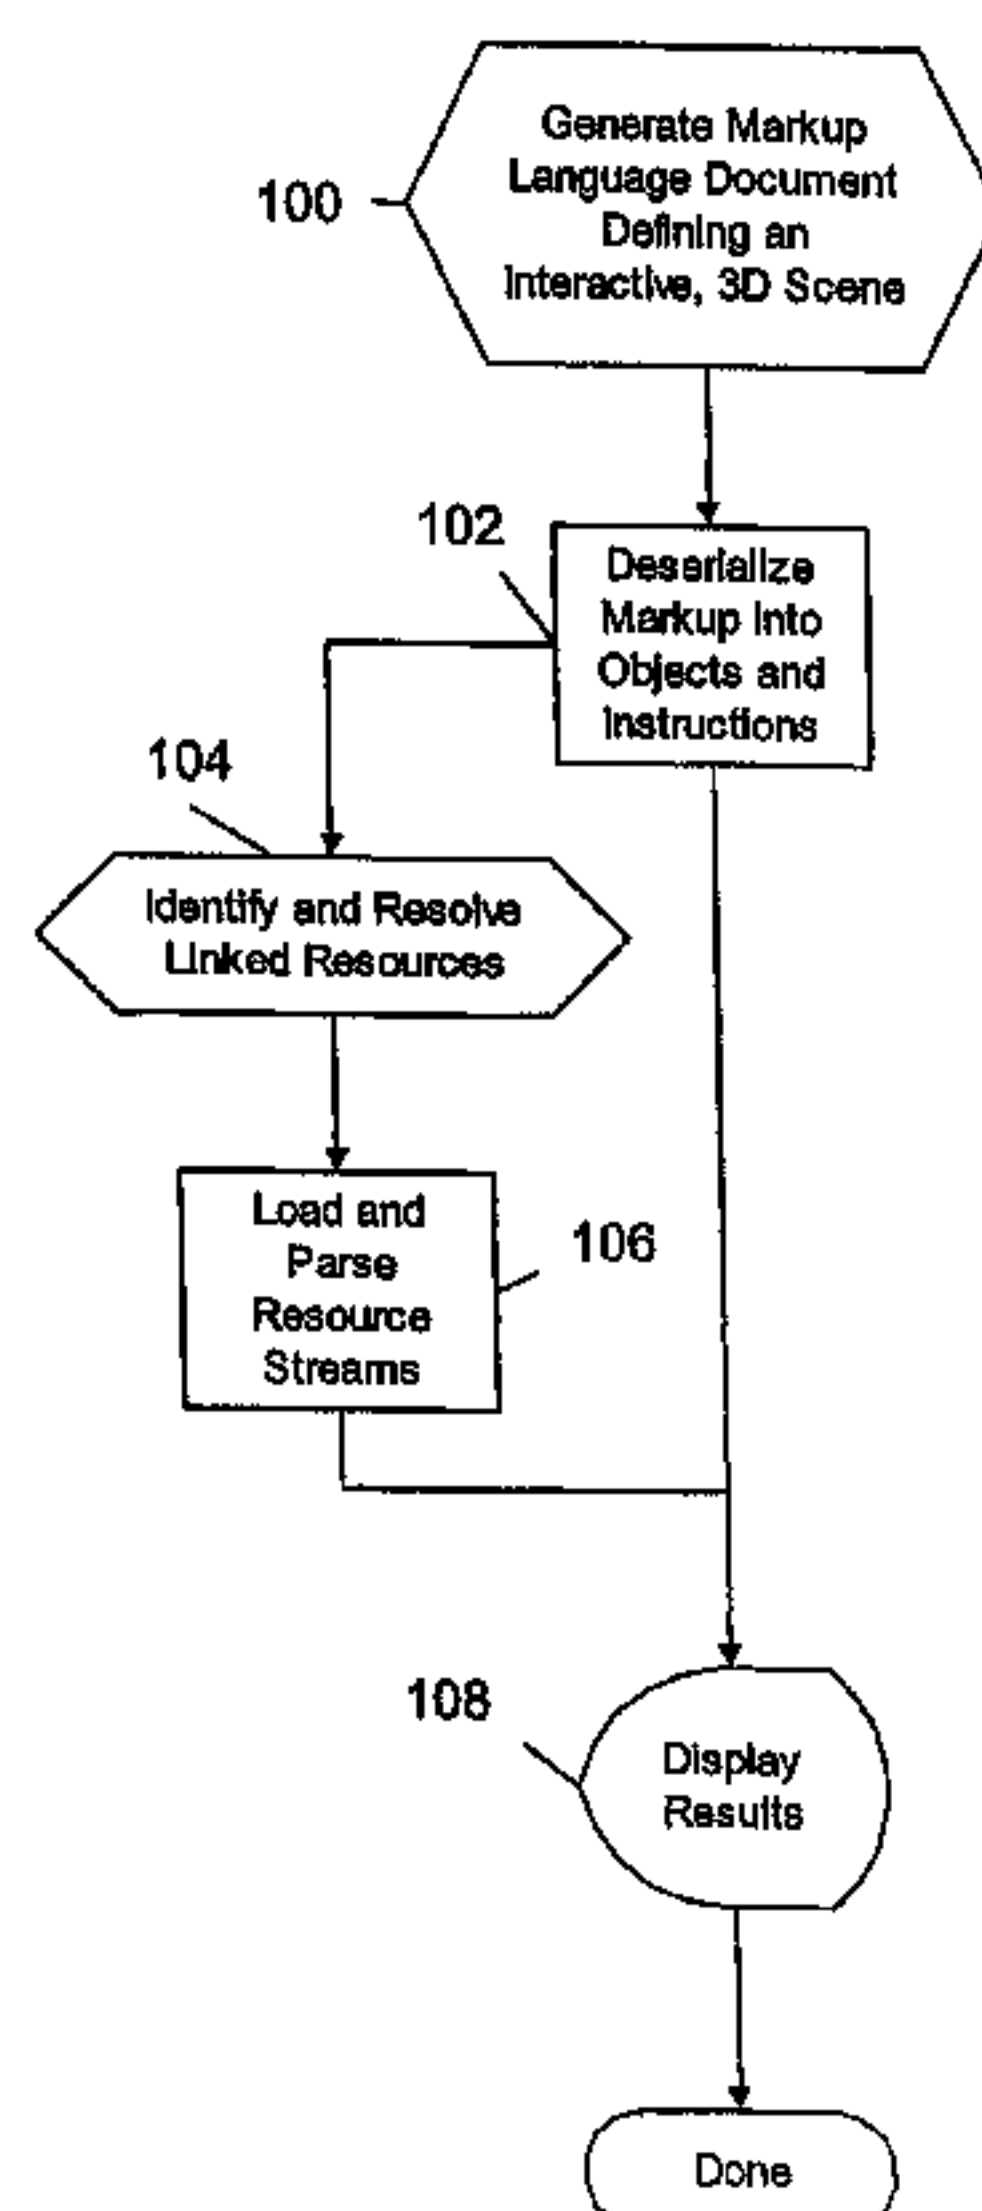 100
Generate Markup
Language Document
Defining an
Interactive, 3D Scene
102
Deserialize
Markup Into
Objects and
Instructions
104
Identify and Resolve
Linked Resources
Load and
Parse
Resource
Streams
106
108
Display
Results
Done